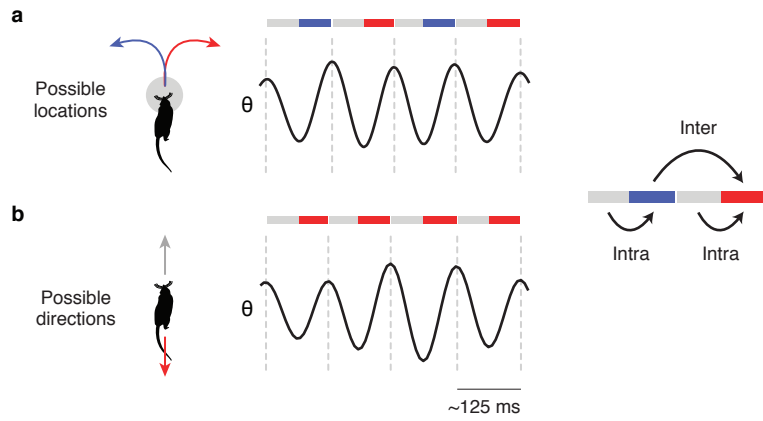 a
Possible
locations
θ
b
Possible
directions
θ
~125 ms
Inter
Intra
Intra